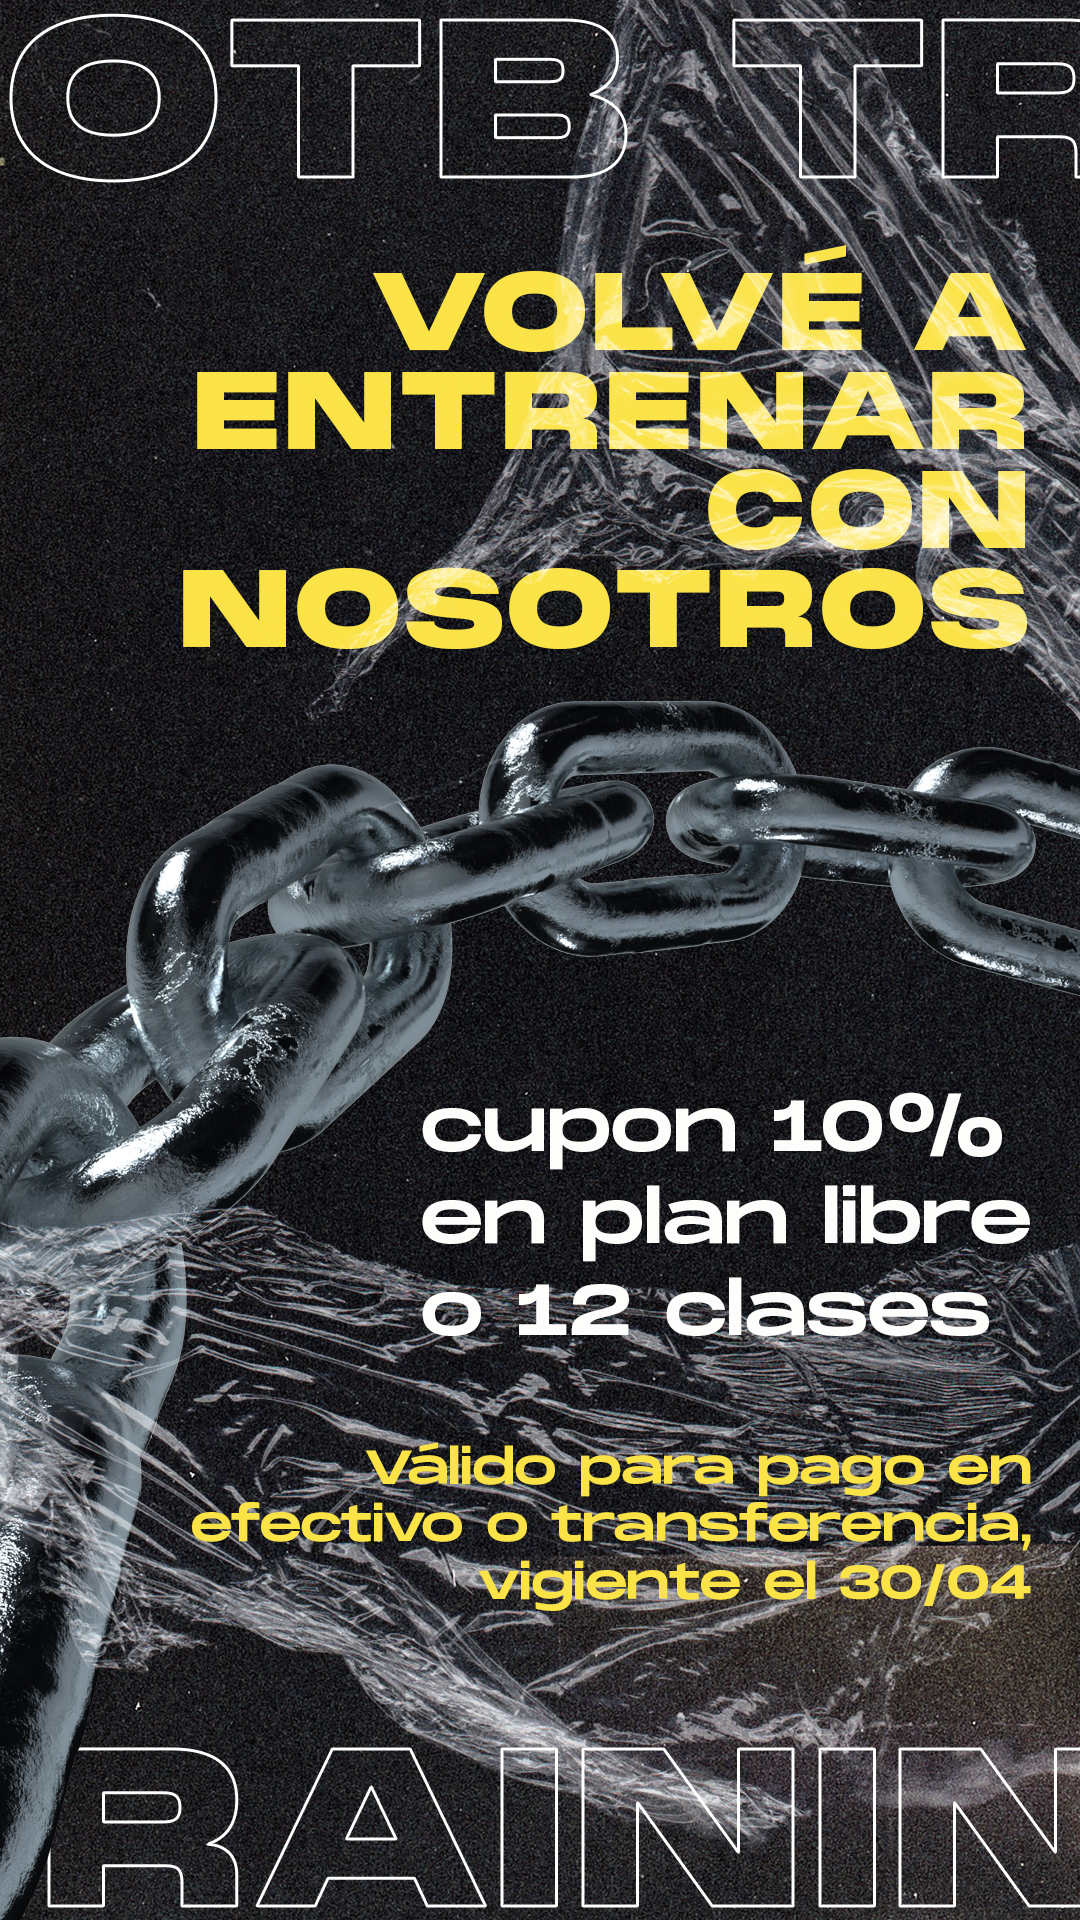 OTB TR
VOLVÉ A
ENTRENAR
CON
NOSOTROS
cupon 10%
en plan libre
o 12 clases
Válido para pago en
efectivo o transferencia,
vigiente el 30/04
RAININ